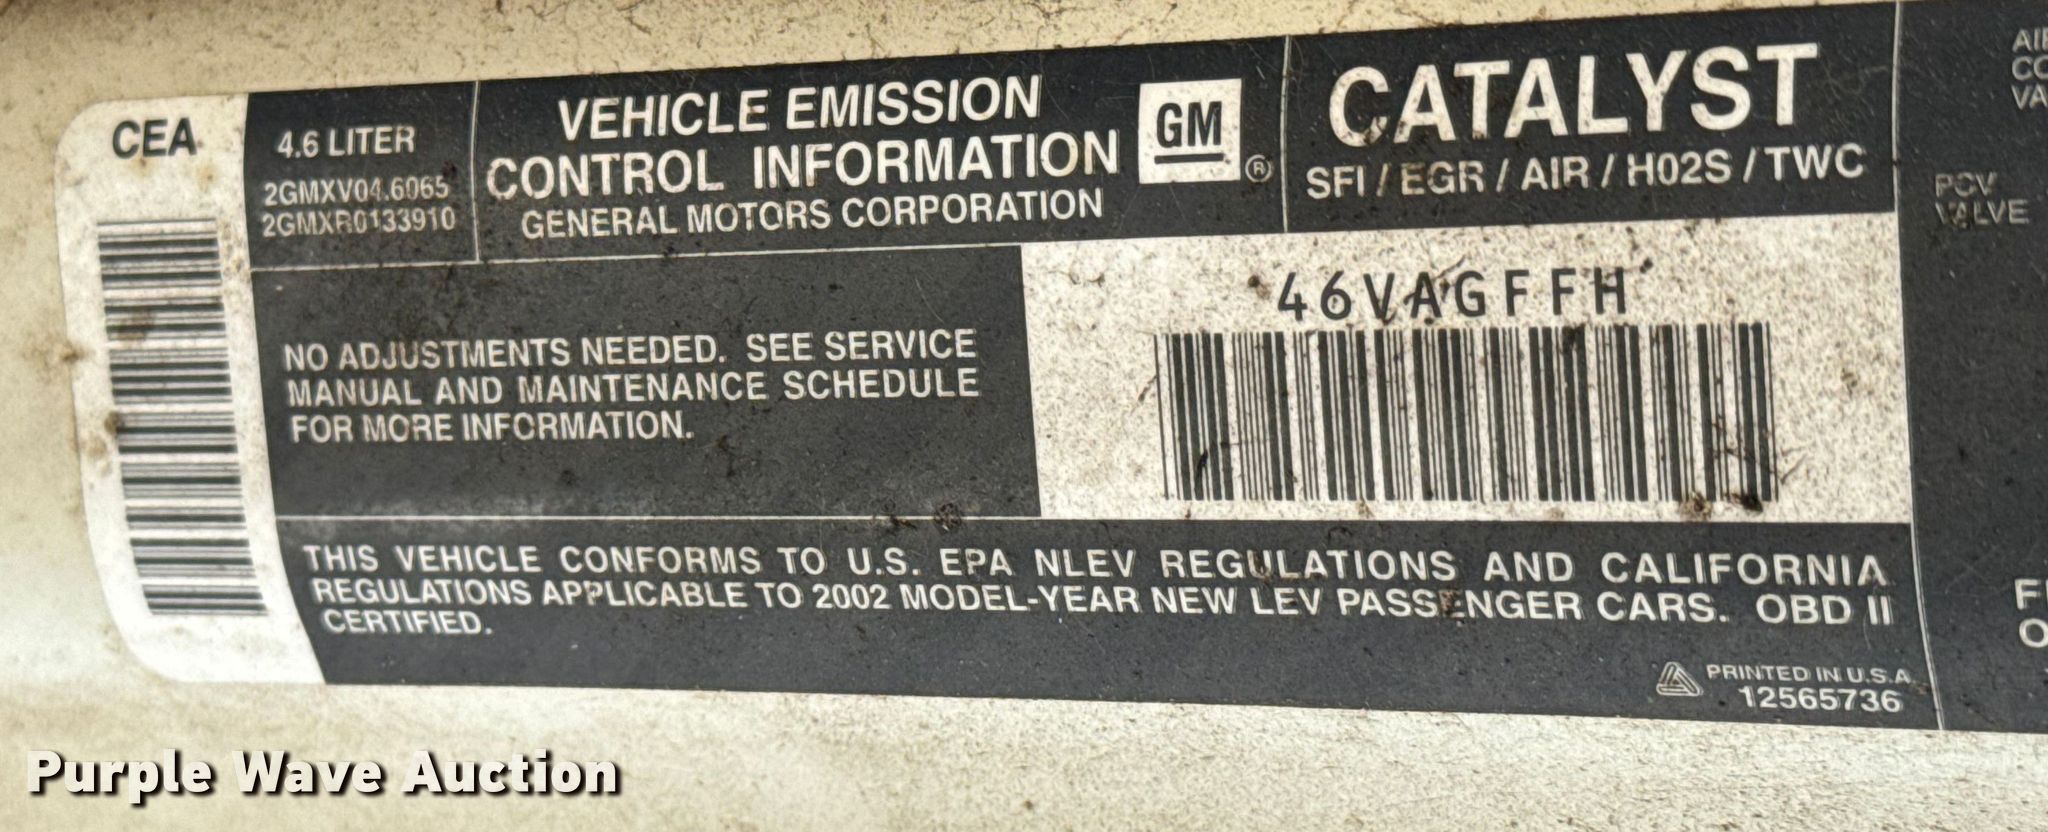 CEA
4.6 LITER
2GMXV04.6065
2GMXR0133910
VEHICLE EMISSION
CONTROL INFORMATION
GENERAL MOTORS CORPORATION
GM
®
CATALYST
SFI / EGR / AIR / H02S / TWC
46VAGFFH
NO ADJUSTMENTS NEEDED. SEE SERVICE
MANUAL AND MAINTENANCE SCHEDULE
FOR MORE INFORMATION.
THIS VEHICLE CONFORMS TO U.S. EPA NLEV REGULATIONS AND CALIFORNIA
REGULATIONS APPLICABLE TO 2002 MODEL-YEAR NEW LEV PASSENGER CARS. OBD II
CERTIFIED.
PRINTED IN U.S.A.
12565736
PCV
VALVE
Purple Wave Auction